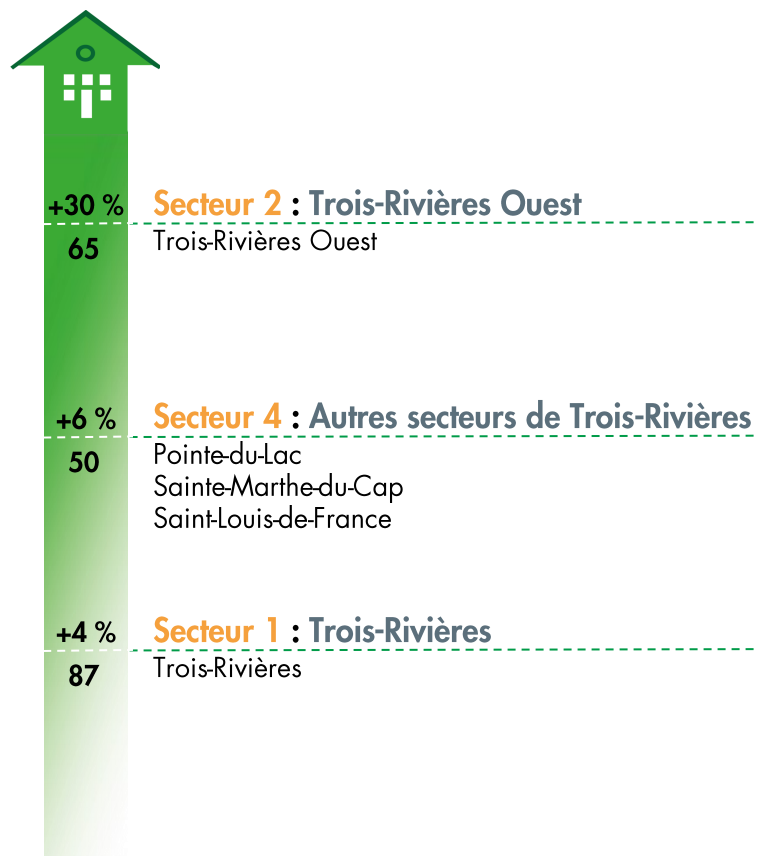 +30 %
Secteur 2 : Trois-Rivières Ouest
65
Trois-Rivières Ouest
+6 %
Secteur 4 : Autres secteurs de Trois-Rivières
50
Pointe-du-Lac
Sainte-Marthe-du-Cap
Saint-Louis-de-France
+4 %
Secteur 1 : Trois-Rivières
87
Trois-Rivières